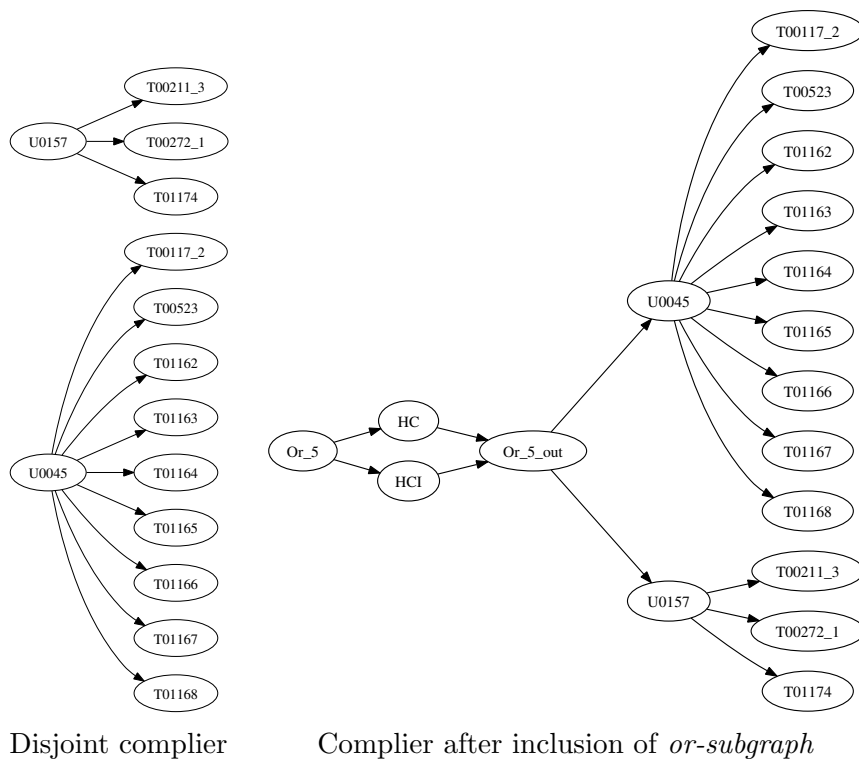 T00211_3
U0157
T00272_1
T01174
T00117_2
T00523
T01162
T01163
U0045
T01164
T01165
T01166
T01167
T01168
Disjoint complier
T00117_2
T00523
T01162
T01163
T01164
U0045
T01165
T01166
HC
Or_5
Or_5_out
HCI
T01167
T01168
T00211_3
U0157
T00272_1
T01174
Complier after inclusion of or-subgraph